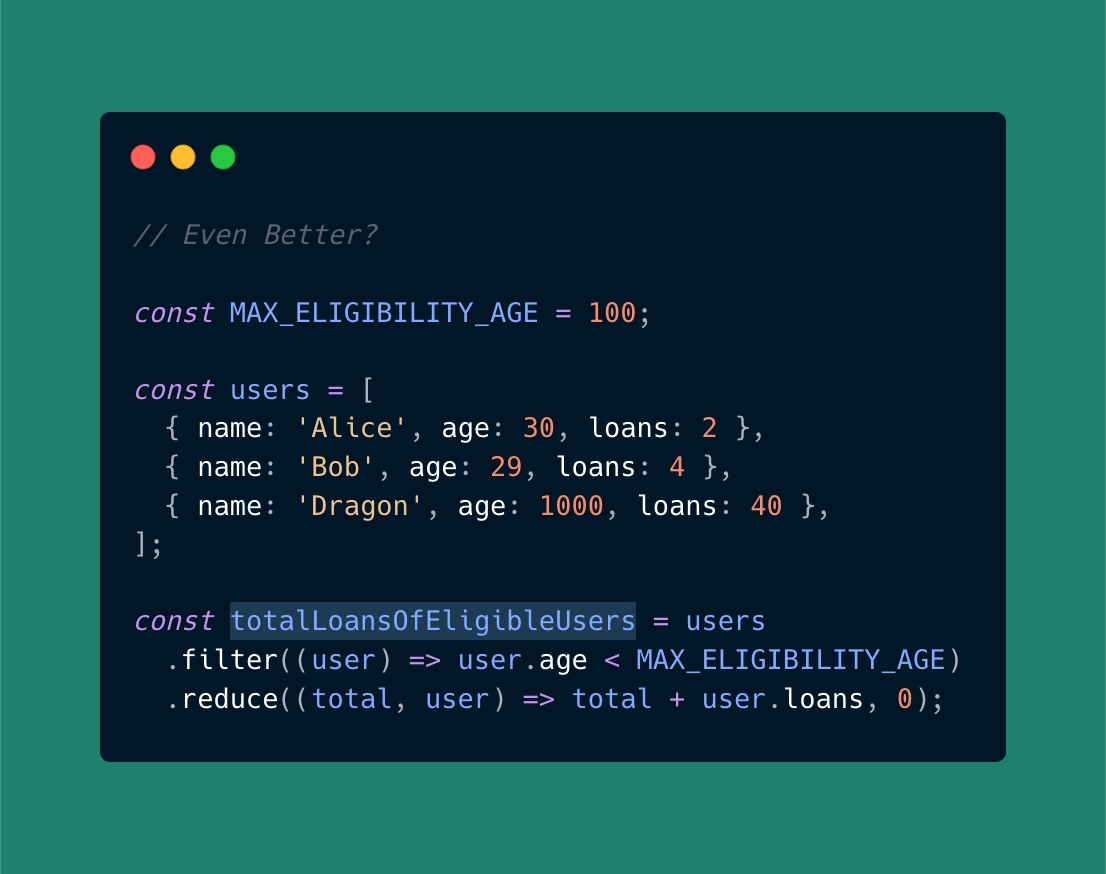 // Even Better?
const MAX_ELIGIBILITY_AGE = 100;
const users = [
  { name: 'Alice', age: 30, loans: 2 },
  { name: 'Bob', age: 29, loans: 4 },
  { name: 'Dragon', age: 1000, loans: 40 },
];
const totalLoansOfEligibleUsers = users
  .filter((user) => user.age < MAX_ELIGIBILITY_AGE)
  .reduce((total, user) => total + user.loans, 0);